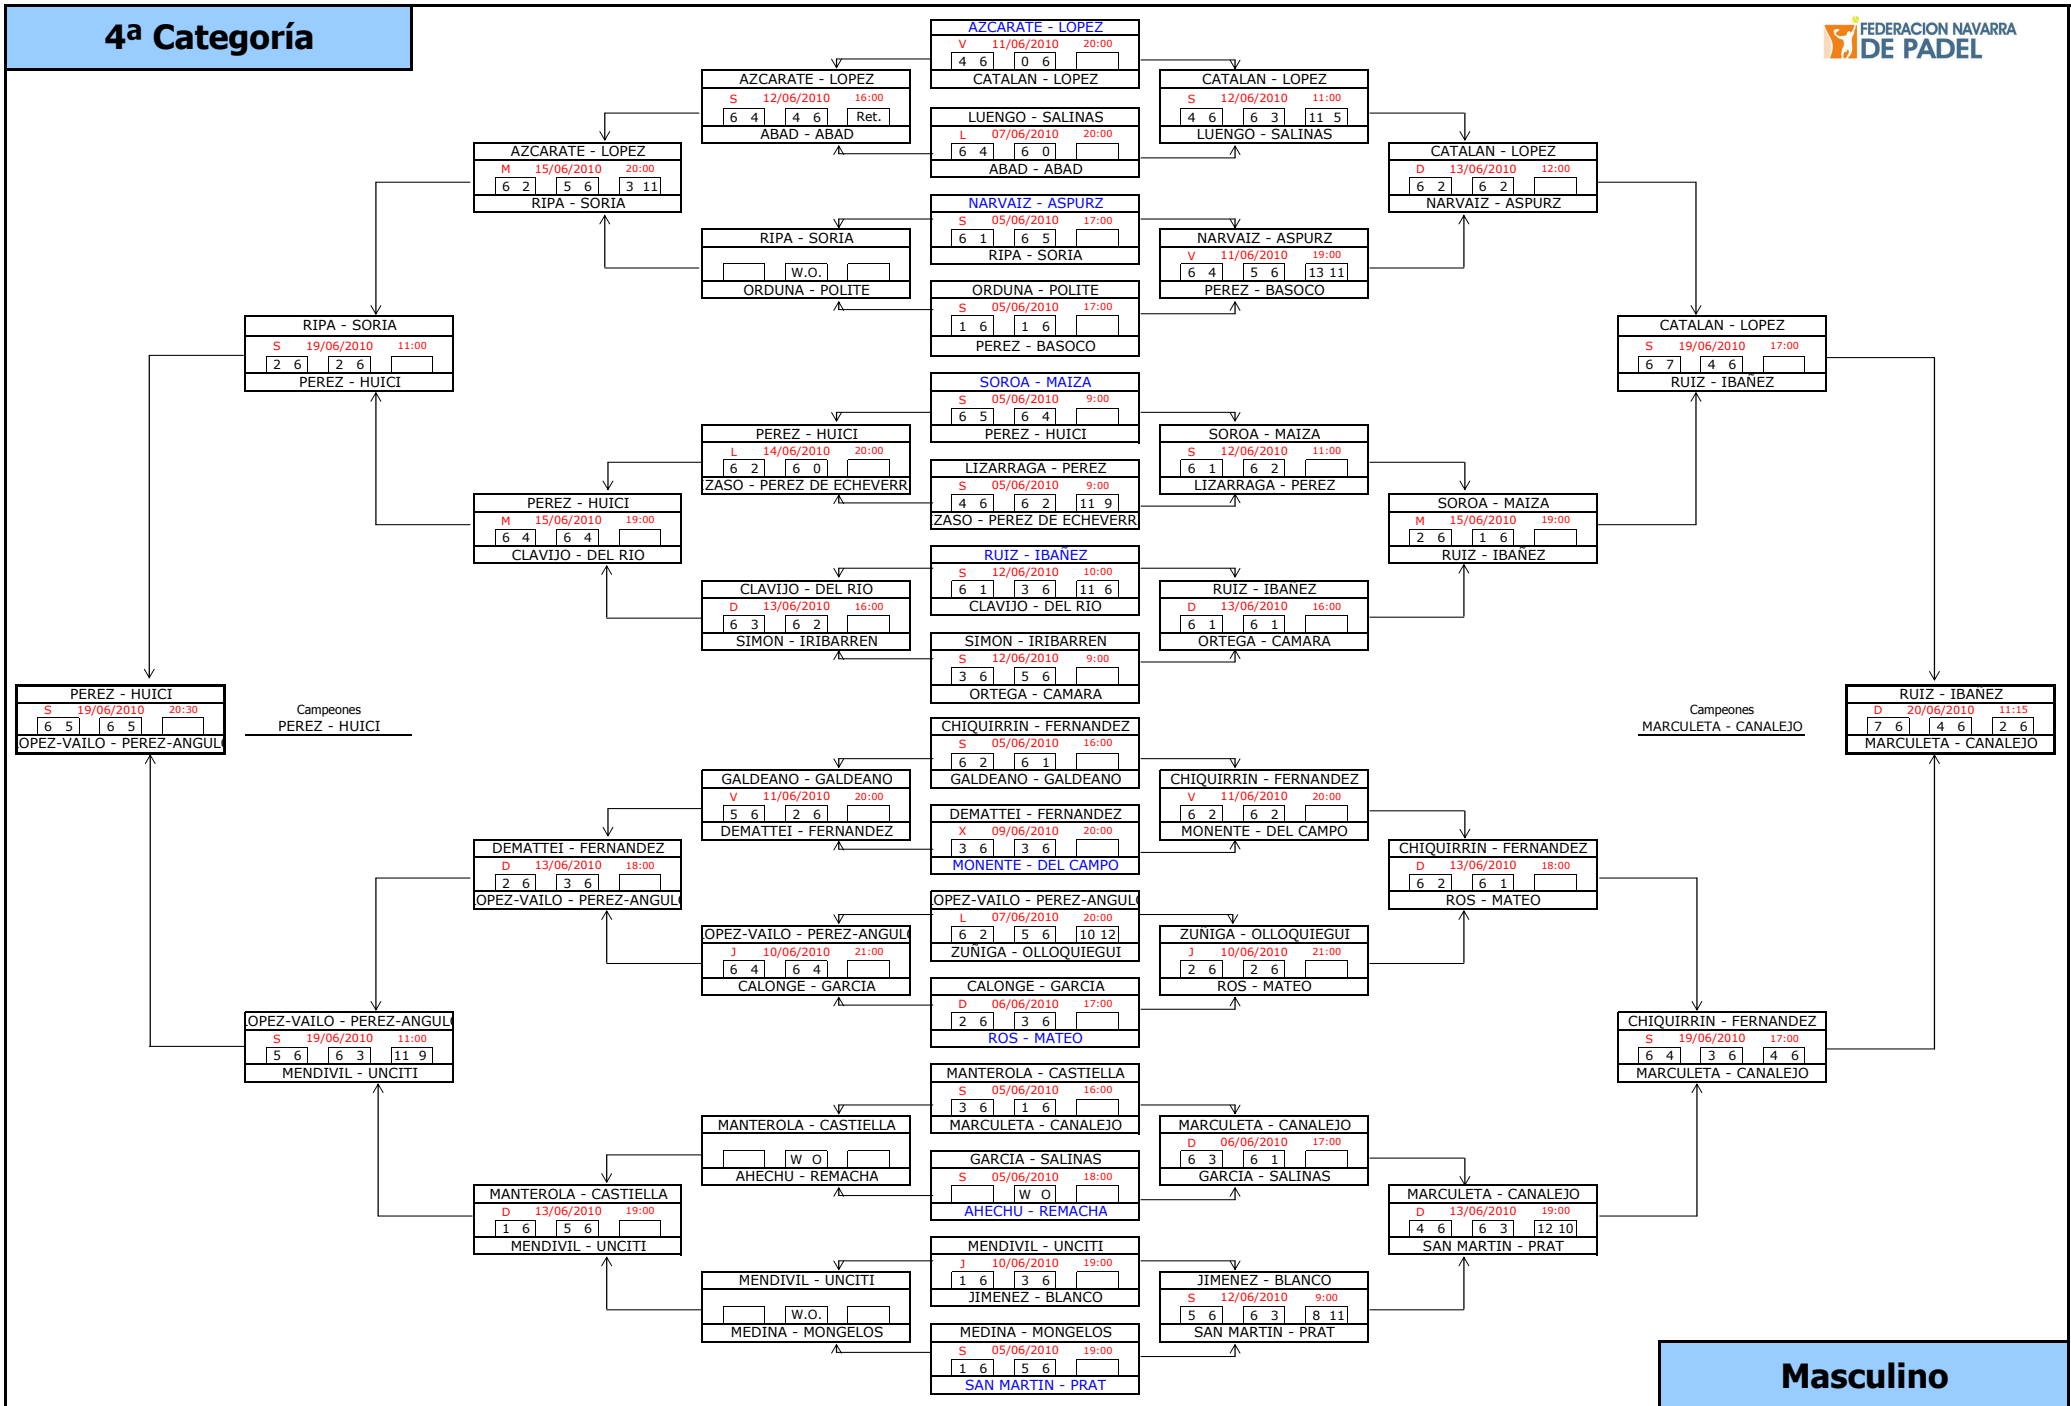 4ª Categoría
FEDERACION NAVARRA
DE PADEL
AZCARATE - LOPEZ
V 11/06/2010 20:00
4 6 0 6
CATALAN - LOPEZ
LUENGO - SALINAS
L 07/06/2010 20:00
6 4 6 0
ABAD - ABAD
NARVAIZ - ASPURZ
S 05/06/2010 17:00
6 1 6 5
RIPA - SORIA
ORDUNA - POLITE
S 05/06/2010 17:00
1 6 1 6
PEREZ - BASOCO
SOROA - MAIZA
S 05/06/2010 9:00
6 5 6 4
PEREZ - HUICI
LIZARRAGA - PEREZ
S 05/06/2010 9:00
4 6 6 2 11 9
ZASO - PEREZ DE ECHEVERR
RUIZ - IBAÑEZ
S 12/06/2010 10:00
6 1 3 6 11 6
CLAVIJO - DEL RIO
SIMON - IRIBARREN
S 12/06/2010 9:00
3 6 5 6
ORTEGA - CAMARA
CHIQUIRRIN - FERNANDEZ
S 05/06/2010 16:00
6 2 6 1
GALDEANO - GALDEANO
DEMATTEI - FERNANDEZ
X 09/06/2010 20:00
3 6 3 6
MONENTE - DEL CAMPO
OPEZ-VAILO - PEREZ-ANGUL
L 07/06/2010 20:00
6 2 5 6 10 12
ZUÑIGA - OLLOQUIEGUI
CALONGE - GARCIA
D 06/06/2010 17:00
2 6 3 6
ROS - MATEO
MANTEROLA - CASTIELLA
S 05/06/2010 16:00
3 6 1 6
MARCULETA - CANALEJO
GARCIA - SALINAS
S 05/06/2010 18:00
W O
AHECHU - REMACHA
MENDIVIL - UNCITI
J 10/06/2010 19:00
1 6 3 6
JIMENEZ - BLANCO
MEDINA - MONGELOS
S 05/06/2010 19:00
1 6 5 6
SAN MARTIN - PRAT
AZCARATE - LOPEZ
S 12/06/2010 16:00
6 4 4 6 Ret.
ABAD - ABAD
RIPA - SORIA
W.O.
ORDUNA - POLITE
PEREZ - HUICI
L 14/06/2010 20:00
6 2 6 0
ZASO - PEREZ DE ECHEVERR
CLAVIJO - DEL RIO
D 13/06/2010 16:00
6 3 6 2
SIMON - IRIBARREN
GALDEANO - GALDEANO
V 11/06/2010 20:00
5 6 2 6
DEMATTEI - FERNANDEZ
OPEZ-VAILO - PEREZ-ANGUL
J 10/06/2010 21:00
6 4 6 4
CALONGE - GARCIA
MANTEROLA - CASTIELLA
W O
AHECHU - REMACHA
MENDIVIL - UNCITI
W.O.
MEDINA - MONGELOS
AZCARATE - LOPEZ
M 15/06/2010 20:00
6 2 5 6 3 11
RIPA - SORIA
PEREZ - HUICI
M 15/06/2010 19:00
6 4 6 4
CLAVIJO - DEL RIO
DEMATTEI - FERNANDEZ
D 13/06/2010 18:00
2 6 3 6
OPEZ-VAILO - PEREZ-ANGUL
MANTEROLA - CASTIELLA
D 13/06/2010 19:00
1 6 5 6
MENDIVIL - UNCITI
RIPA - SORIA
S 19/06/2010 11:00
2 6 2 6
PEREZ - HUICI
OPEZ-VAILO - PEREZ-ANGUL
S 19/06/2010 11:00
5 6 6 3 11 9
MENDIVIL - UNCITI
PEREZ - HUICI
S 19/06/2010 20:30
6 5 6 5
OPEZ-VAILO - PEREZ-ANGUL
Campeones
PEREZ - HUICI
CATALAN - LOPEZ
S 12/06/2010 11:00
4 6 6 3 11 5
LUENGO - SALINAS
NARVAIZ - ASPURZ
V 11/06/2010 19:00
6 4 5 6 13 11
PEREZ - BASOCO
SOROA - MAIZA
S 12/06/2010 11:00
6 1 6 2
LIZARRAGA - PEREZ
RUIZ - IBAÑEZ
D 13/06/2010 16:00
6 1 6 1
ORTEGA - CAMARA
CHIQUIRRIN - FERNANDEZ
V 11/06/2010 20:00
6 2 6 2
MONENTE - DEL CAMPO
ZUÑIGA - OLLOQUIEGUI
J 10/06/2010 21:00
2 6 2 6
ROS - MATEO
MARCULETA - CANALEJO
D 06/06/2010 17:00
6 3 6 1
GARCIA - SALINAS
JIMENEZ - BLANCO
S 12/06/2010 9:00
5 6 6 3 8 11
SAN MARTIN - PRAT
CATALAN - LOPEZ
D 13/06/2010 12:00
6 2 6 2
NARVAIZ - ASPURZ
SOROA - MAIZA
M 15/06/2010 19:00
2 6 1 6
RUIZ - IBAÑEZ
CHIQUIRRIN - FERNANDEZ
D 13/06/2010 18:00
6 2 6 1
ROS - MATEO
MARCULETA - CANALEJO
D 13/06/2010 19:00
4 6 6 3 12 10
SAN MARTIN - PRAT
CATALAN - LOPEZ
S 19/06/2010 17:00
6 7 4 6
RUIZ - IBAÑEZ
CHIQUIRRIN - FERNANDEZ
S 19/06/2010 17:00
6 4 3 6 4 6
MARCULETA - CANALEJO
Campeones
MARCULETA - CANALEJO
RUIZ - IBAÑEZ
D 20/06/2010 11:15
7 6 4 6 2 6
MARCULETA - CANALEJO
Masculino